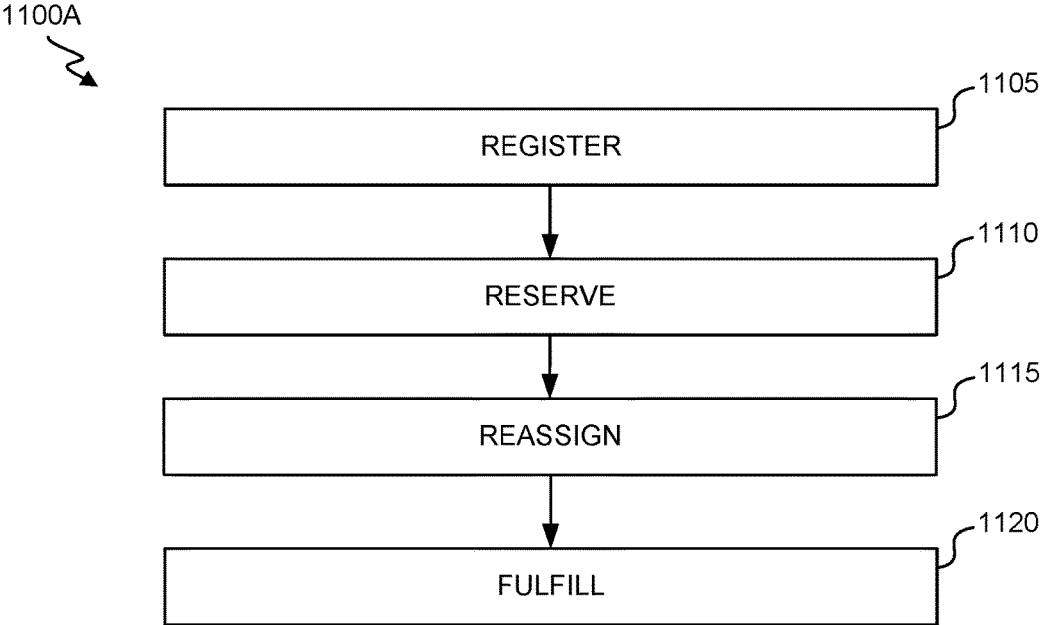 1100A
1105
REGISTER
1110
RESERVE
1115
REASSIGN
1120
FULFILL